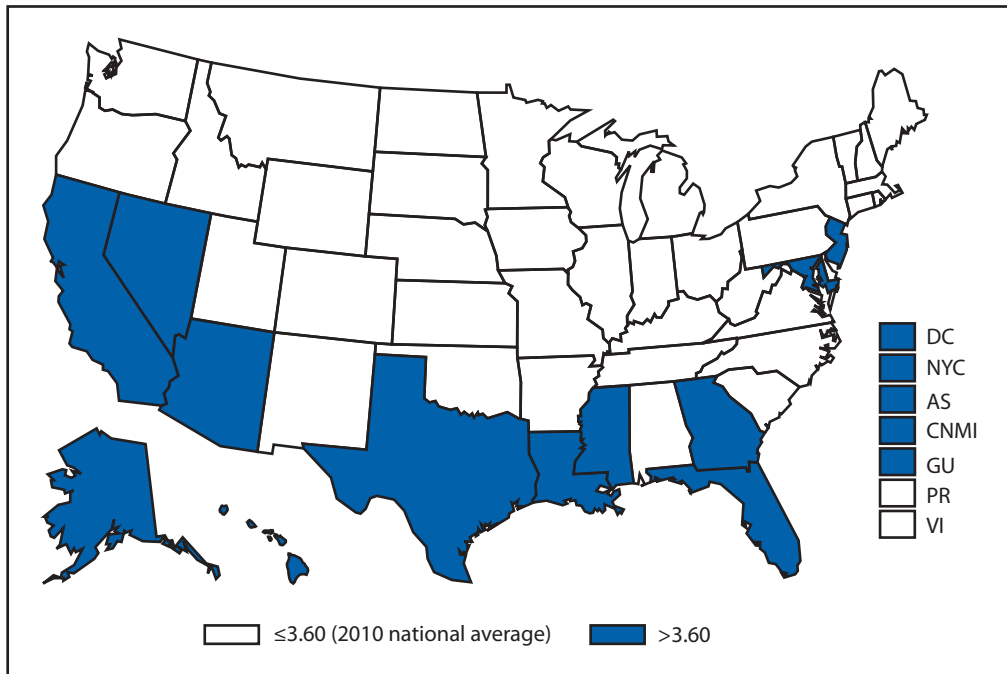 DC
NYC
AS
CNMI
GU
PR
VI
≤3.60 (2010 national average) >3.60